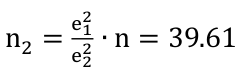 n₂ = e₁²/e₂² · n = 39.61